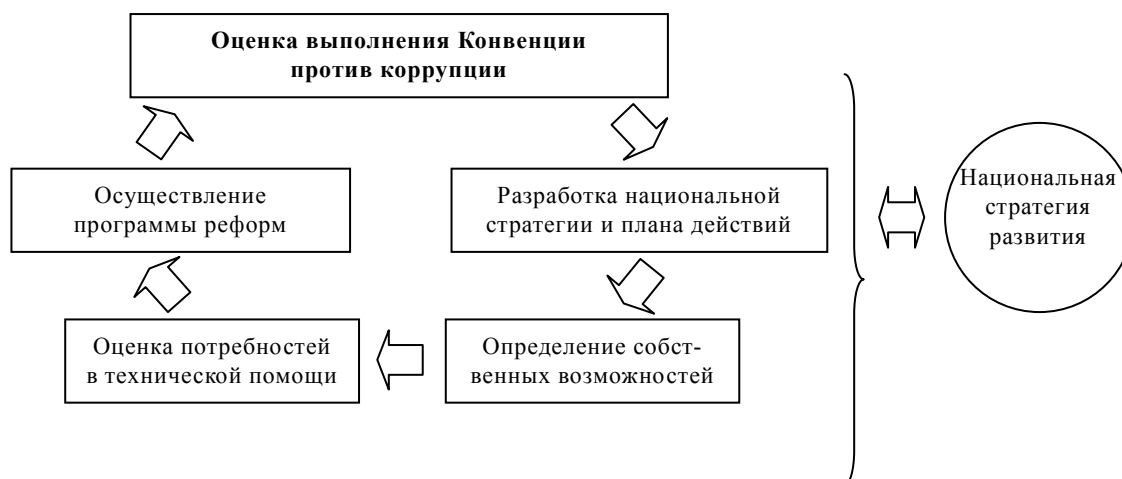 Оценка выполнения Конвенции
против коррупции
Осуществление
программы реформ
Разработка национальной
стратегии и плана действий
Национальная
стратегия
развития
Оценка потребностей
в технической помощи
Определение собст-
венных возможностей